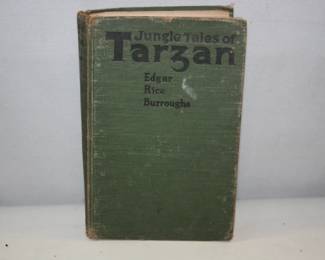 Jungle Tales of
Tarzan
Edgar
Rice
Burroughs